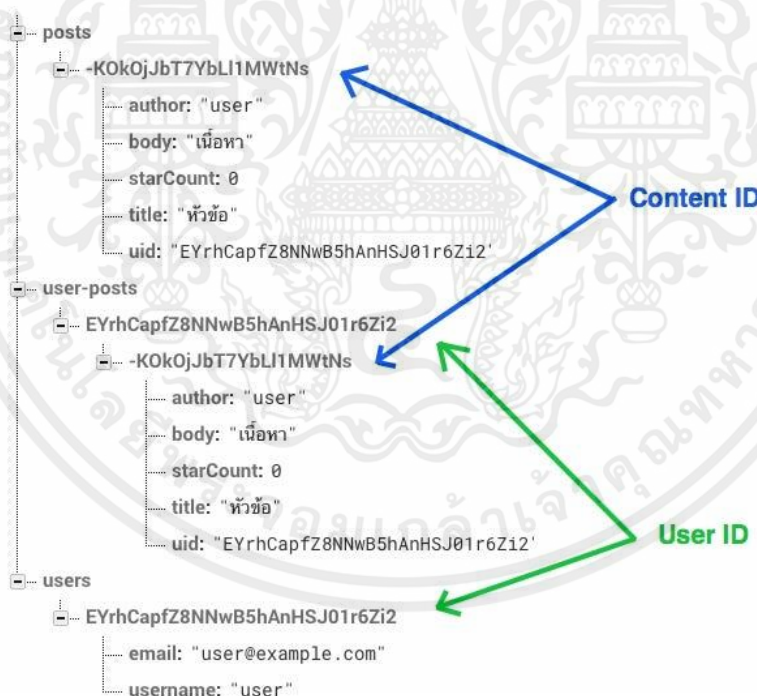 posts
-KOkOjJbT7YbLl1MWtNs
author: "user"
body: "เนื้อหา"
starCount: 0
title: "หัวข้อ"
uid: "EYrhCapfZ8NNwB5hAnHSJ01r6Zi2'
Content ID
user-posts
EYrhCapfZ8NNwB5hAnHSJ01r6Zi2
-KOkOjJbT7YbLl1MWtNs
author: "user"
body: "เนื้อหา"
starCount: 0
title: "หัวข้อ"
uid: "EYrhCapfZ8NNwB5hAnHSJ01r6Zi2'
User ID
users
EYrhCapfZ8NNwB5hAnHSJ01r6Zi2
email: "user@example.com"
username: "user"